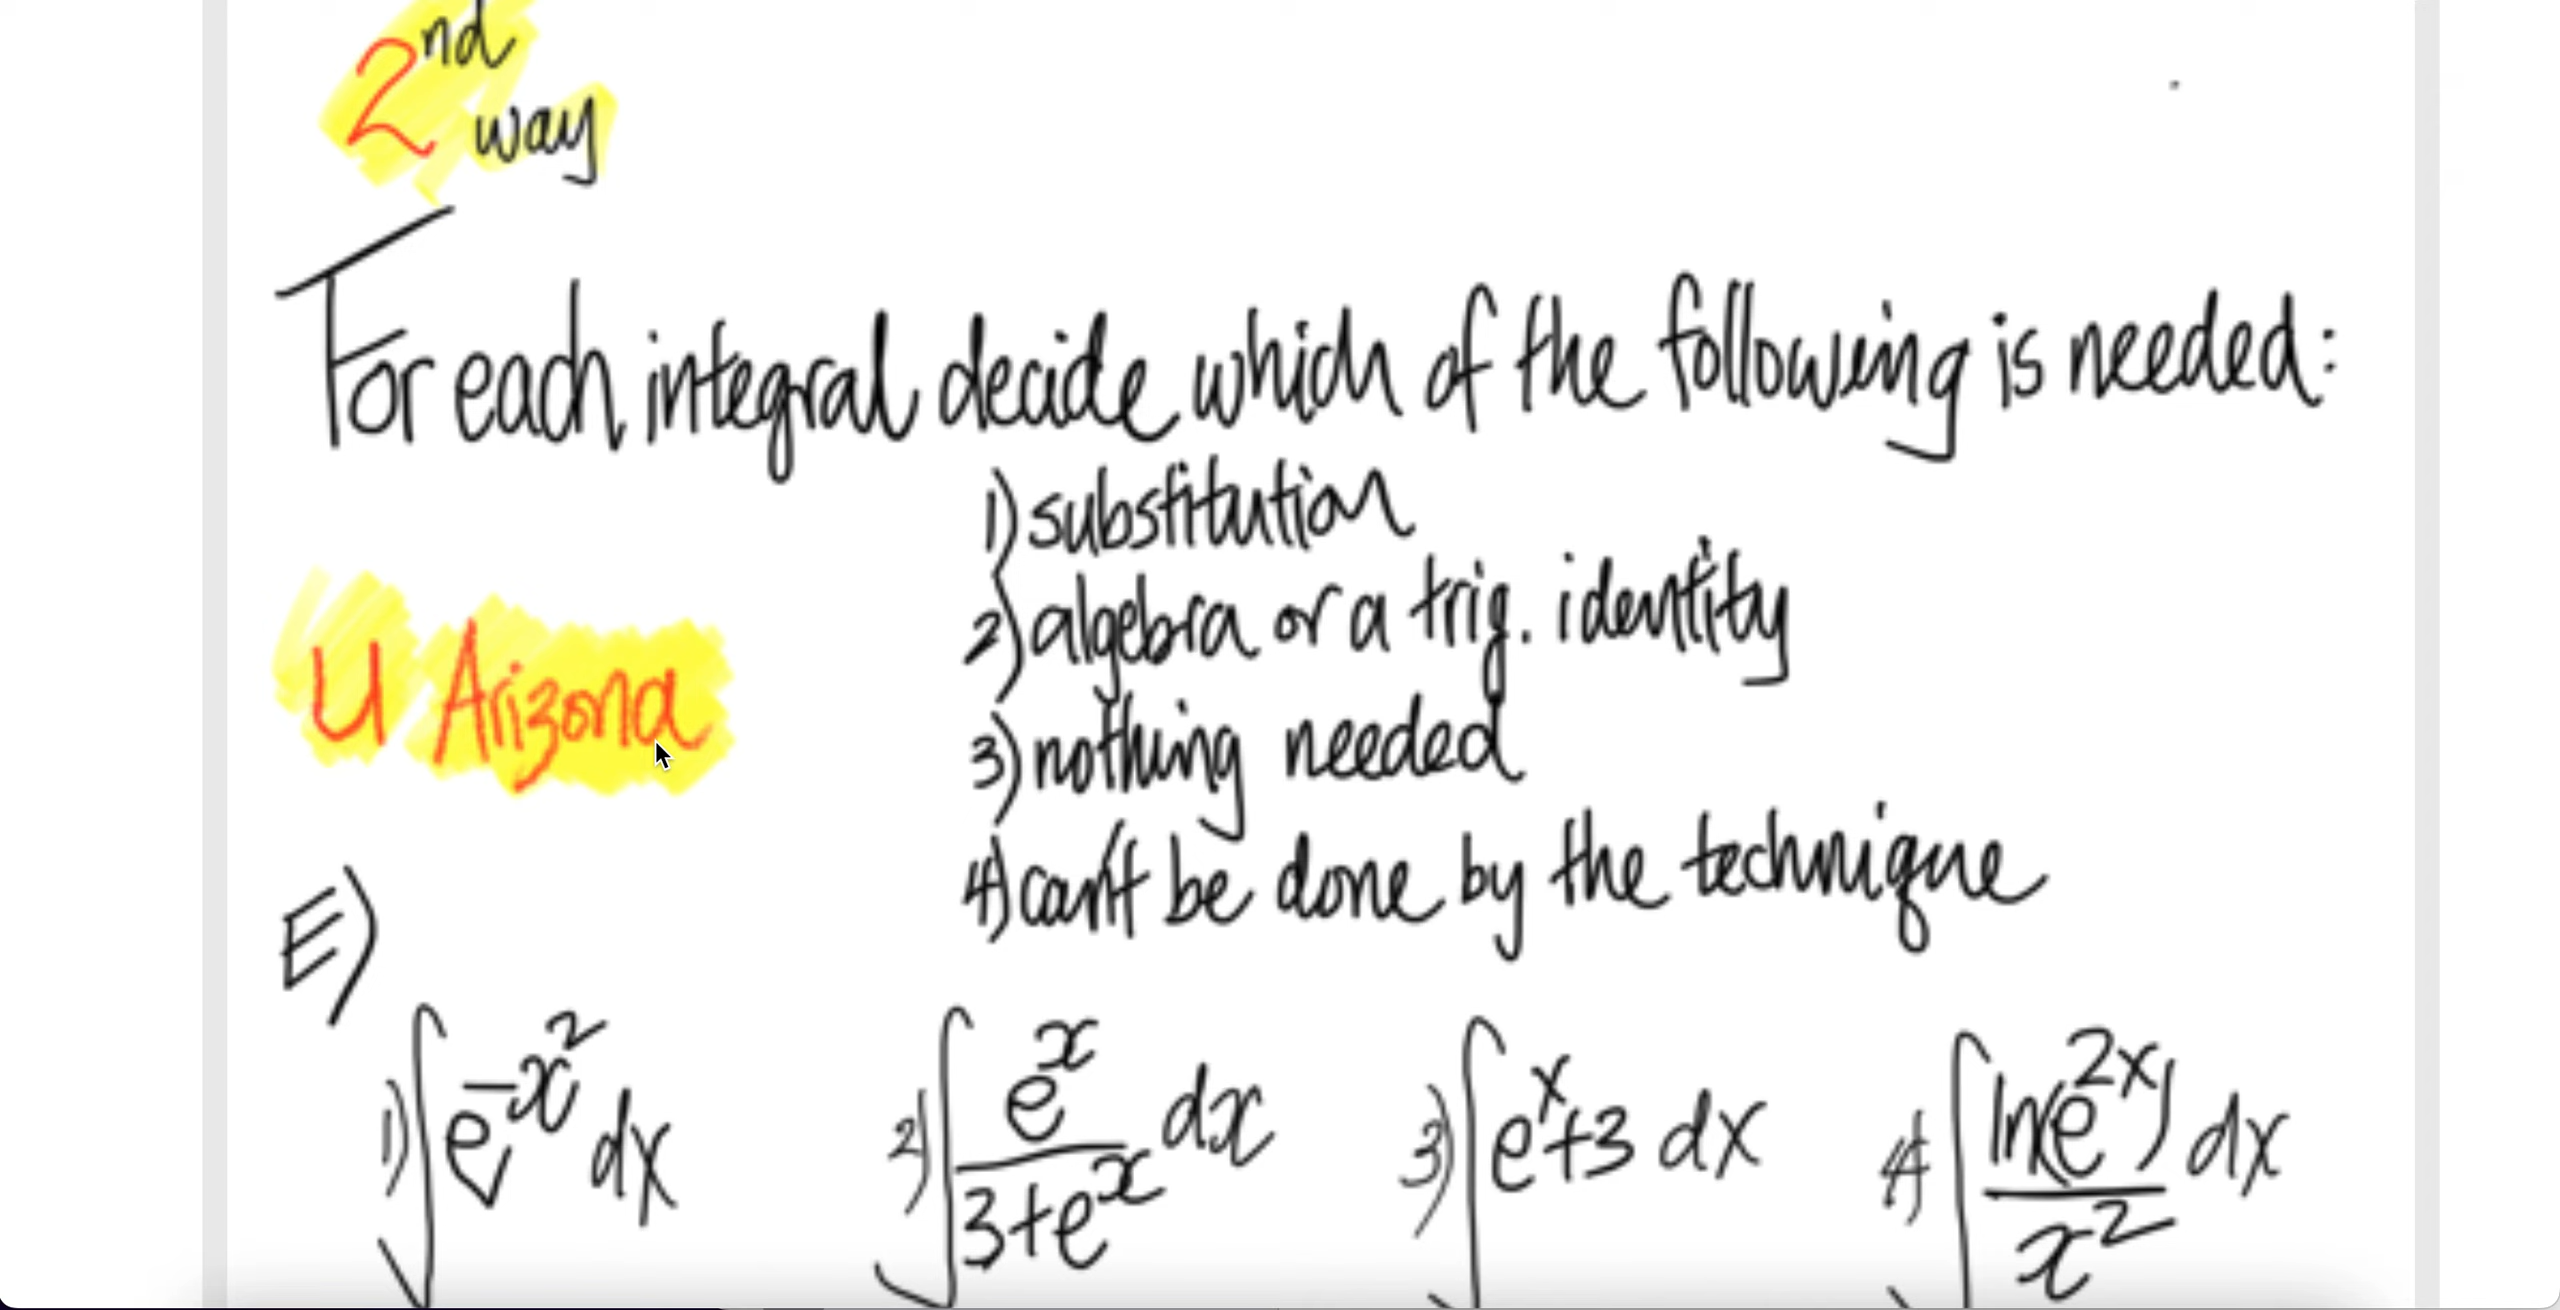 2nd way
For each integral decide which of the following is needed:
1) substitution
2) algebra or a trig. identity
3) nothing needed
4) can't be done by the technique
U Arizona
E)
1) ∫ e^{-x^2} dx 2) ∫ e^x/(3+e^x) dx 3) ∫ e^x+3 dx 4) ∫ ln(e^{2x})/x^2 dx